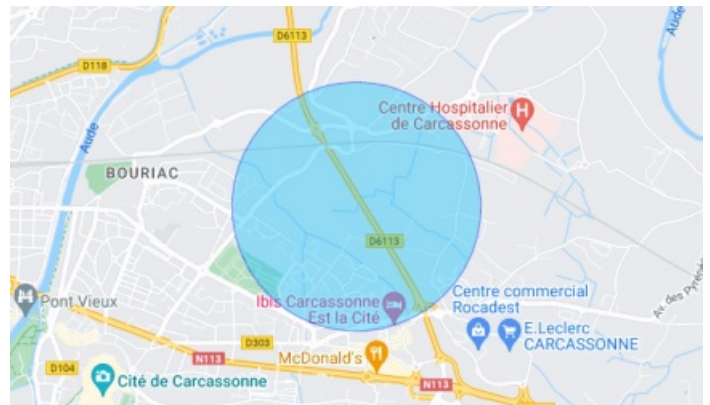 D6113
Aude
D118
Centre Hospitalier
de Carcassonne
Aude
BOURIAC
D6113
Ibis Carcassonne
Est la Cité
Centre commercial
Rocadest
Av. des Pyrénées
Pont Vieux
E.Leclerc
CARCASSONNE
D303
N113
McDonald's
D104
Cité de Carcassonne
N113